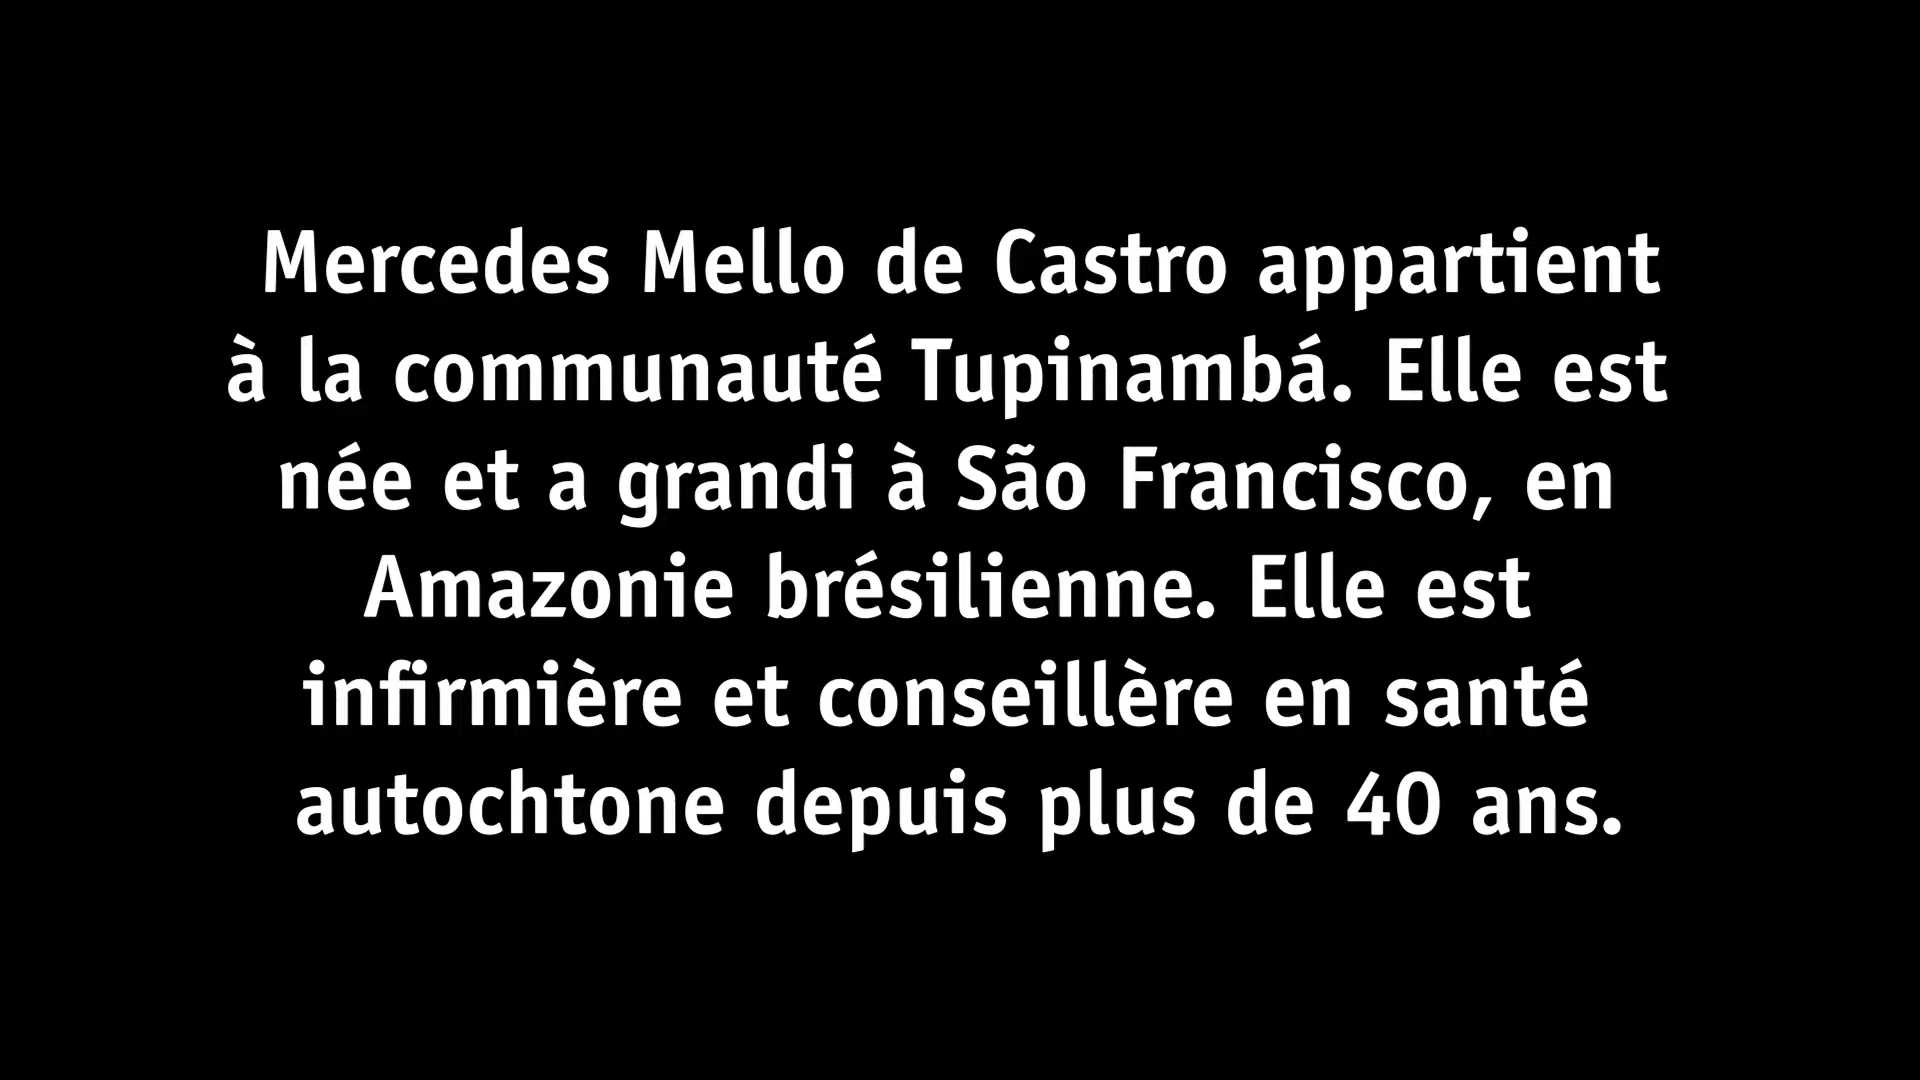 Mercedes Mello de Castro appartient
à la communauté Tupinambá. Elle est
née et a grandi à São Francisco, en
Amazonie brésilienne. Elle est
infirmière et conseillère en santé
autochtone depuis plus de 40 ans.